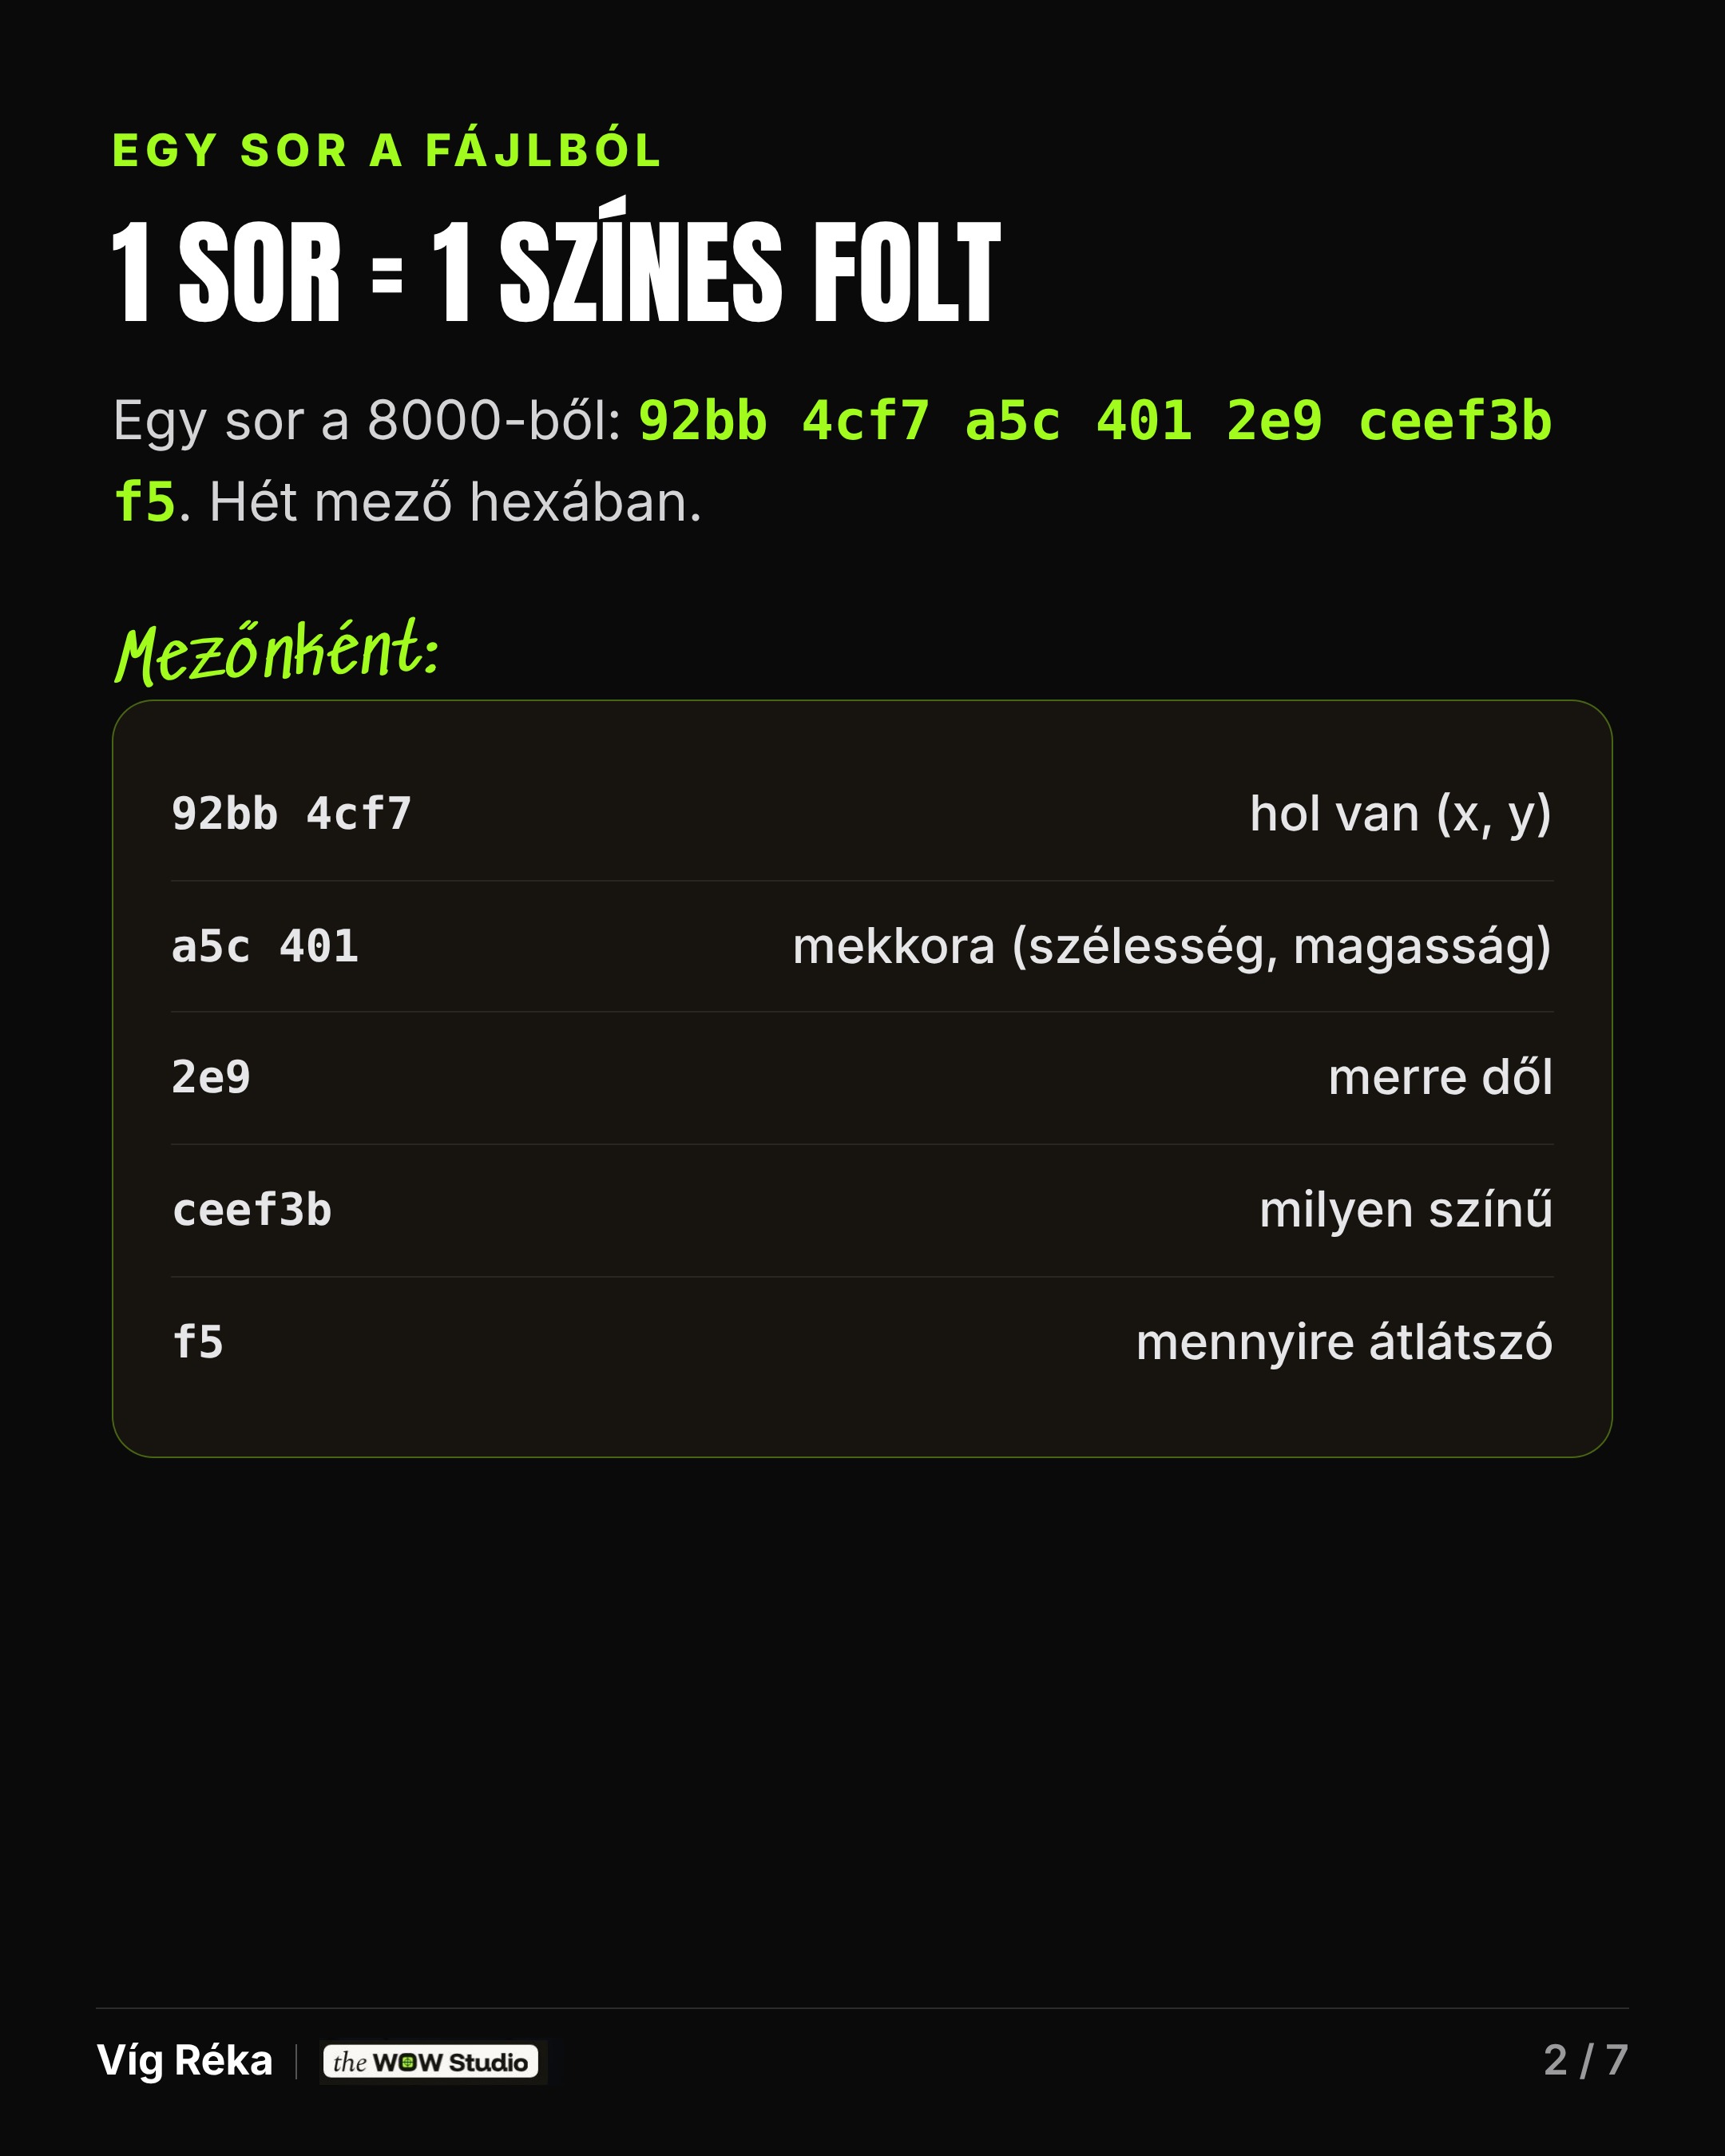 EGY SOR A FÁJLBÓL
1 SOR = 1 SZÍNES FOLT
Egy sor a 8000-ből: 92bb 4cf7 a5c 401 2e9 ceef3b
f5. Hét mező hexában.
Mezőnként:
92bb 4cf7 hol van (x, y)
a5c 401 mekkora (szélesség, magasság)
2e9 merre dől
ceef3b milyen színű
f5 mennyire átlátszó
Víg Réka the WOW Studio 2 / 7